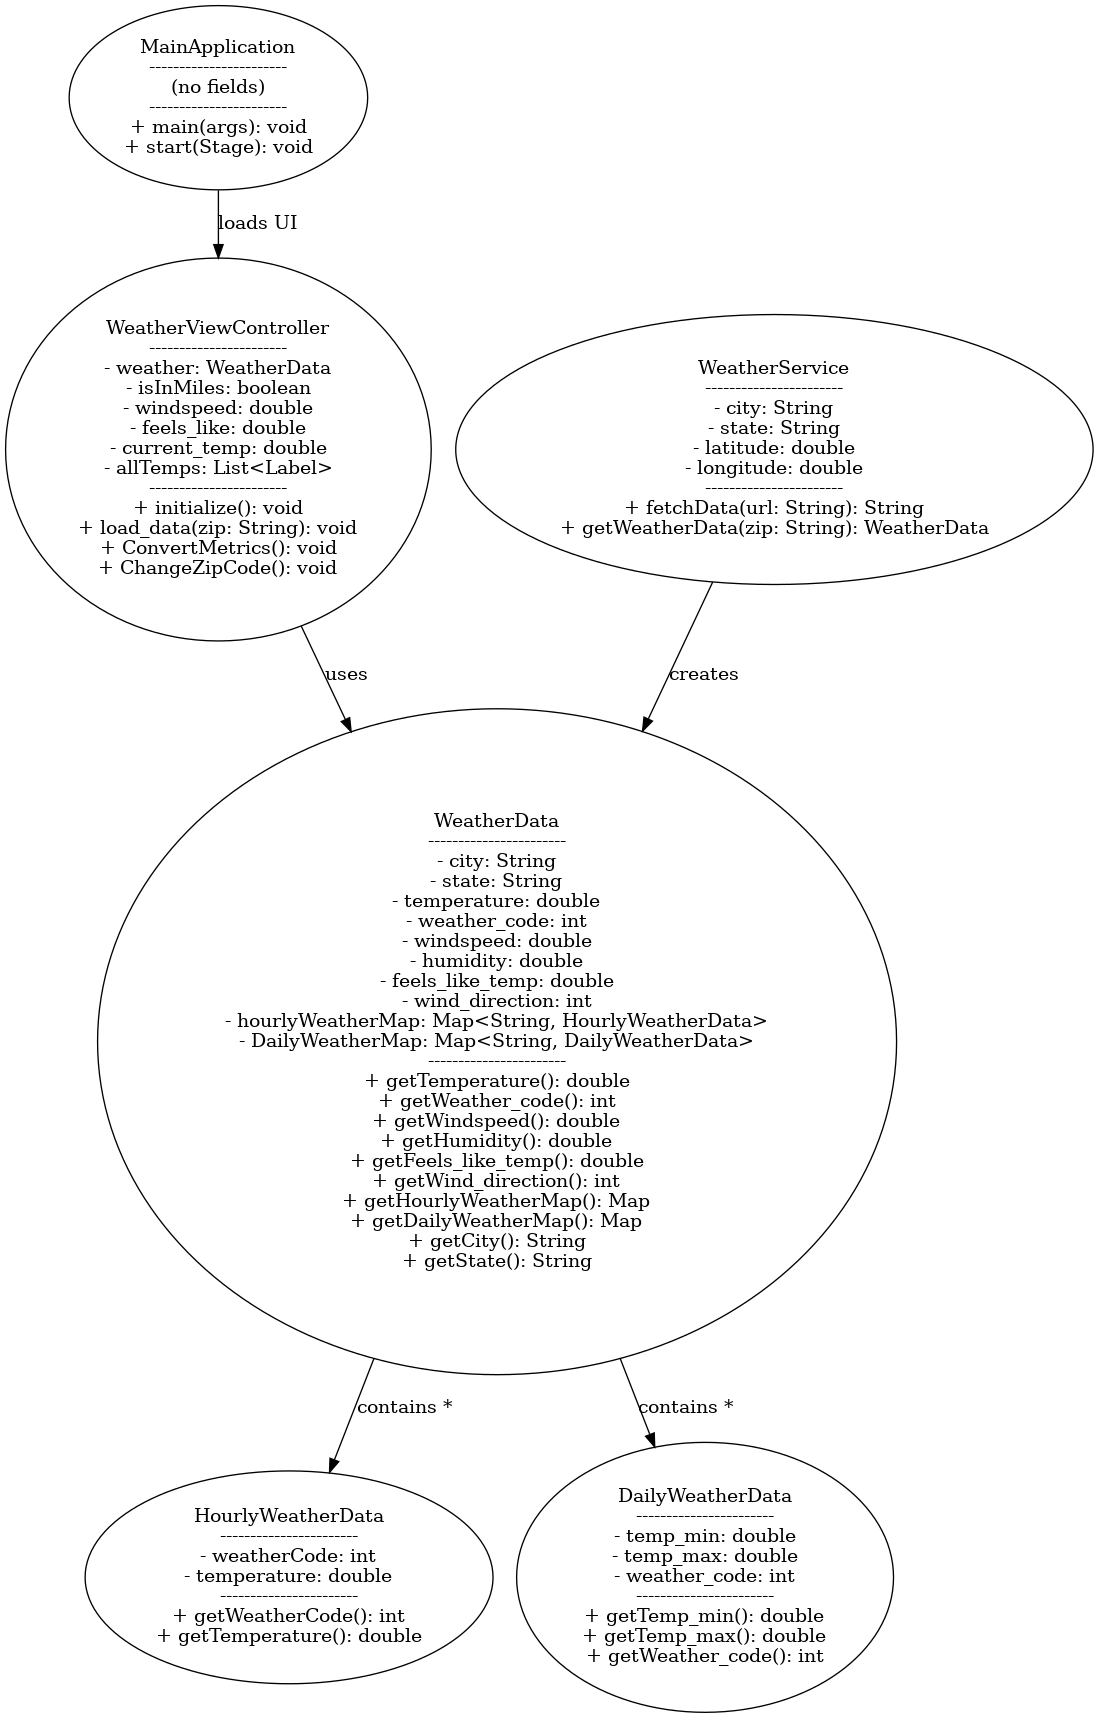 MainApplication
-----------------------
(no fields)
-----------------------
+ main(args): void
+ start(Stage): void
loads UI
WeatherViewController
-----------------------
- weather: WeatherData
- isInMiles: boolean
- windspeed: double
- feels_like: double
- current_temp: double
- allTemps: List<Label>
-----------------------
+ initialize(): void
+ load_data(zip: String): void
+ ConvertMetrics(): void
+ ChangeZipCode(): void
WeatherService
-----------------------
- city: String
- state: String
- latitude: double
- longitude: double
-----------------------
+ fetchData(url: String): String
+ getWeatherData(zip: String): WeatherData
uses
creates
WeatherData
-----------------------
- city: String
- state: String
- temperature: double
- weather_code: int
- windspeed: double
- humidity: double
- feels_like_temp: double
- wind_direction: int
- hourlyWeatherMap: Map<String, HourlyWeatherData>
- DailyWeatherMap: Map<String, DailyWeatherData>
-----------------------
+ getTemperature(): double
+ getWeather_code(): int
+ getWindspeed(): double
+ getHumidity(): double
+ getFeels_like_temp(): double
+ getWind_direction(): int
+ getHourlyWeatherMap(): Map
+ getDailyWeatherMap(): Map
+ getCity(): String
+ getState(): String
contains *
contains *
HourlyWeatherData
-----------------------
- weatherCode: int
- temperature: double
-----------------------
+ getWeatherCode(): int
+ getTemperature(): double
DailyWeatherData
-----------------------
- temp_min: double
- temp_max: double
- weather_code: int
-----------------------
+ getTemp_min(): double
+ getTemp_max(): double
+ getWeather_code(): int